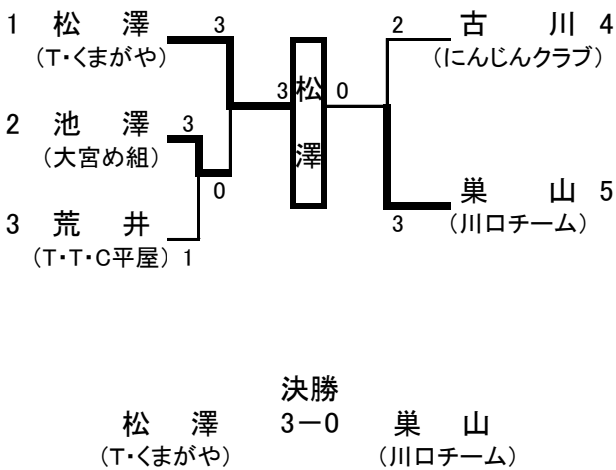 1 松 澤 3
(T・くまがや)
2 池 澤 3
(大宮め組)
0
3 荒 井
(T・T・C平屋) 1
3 松澤 0
2 古 川 4
(にんじんクラブ)
巣 山 5
3 (川口チーム)
決勝
松 澤 3－0 巣 山
(T・くまがや) (川口チーム)